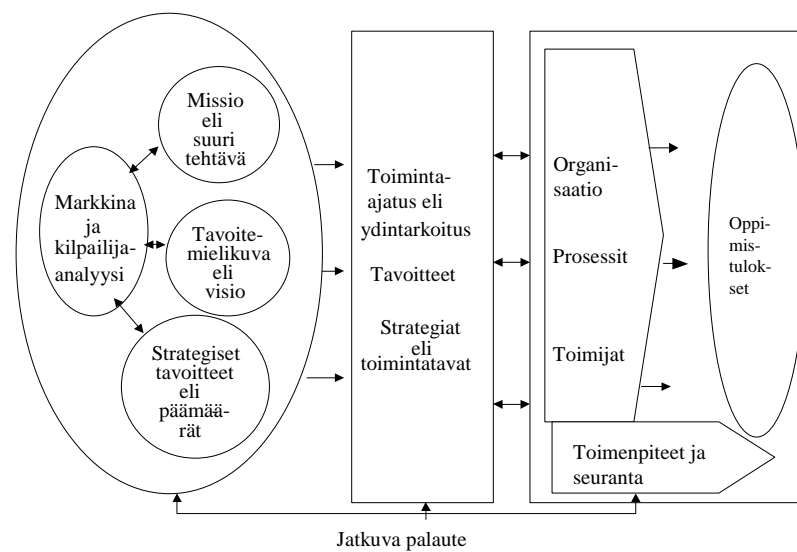 Missio
eli
suuri
tehtävä
Markkina
ja
kilpailija-
analyysi
Tavoite-
mielikuva
eli
visio
Strategiset
tavoitteet
eli
päämää-
rät
Toiminta-
ajatus eli
ydintarkoitus
Tavoitteet
Strategiat
eli
toimintatavat
Organi-
saatio
Prosessit
Toimijat
Oppi-
mis-
tulok-
set
Toimenpiteet ja
seuranta
Jatkuva palaute